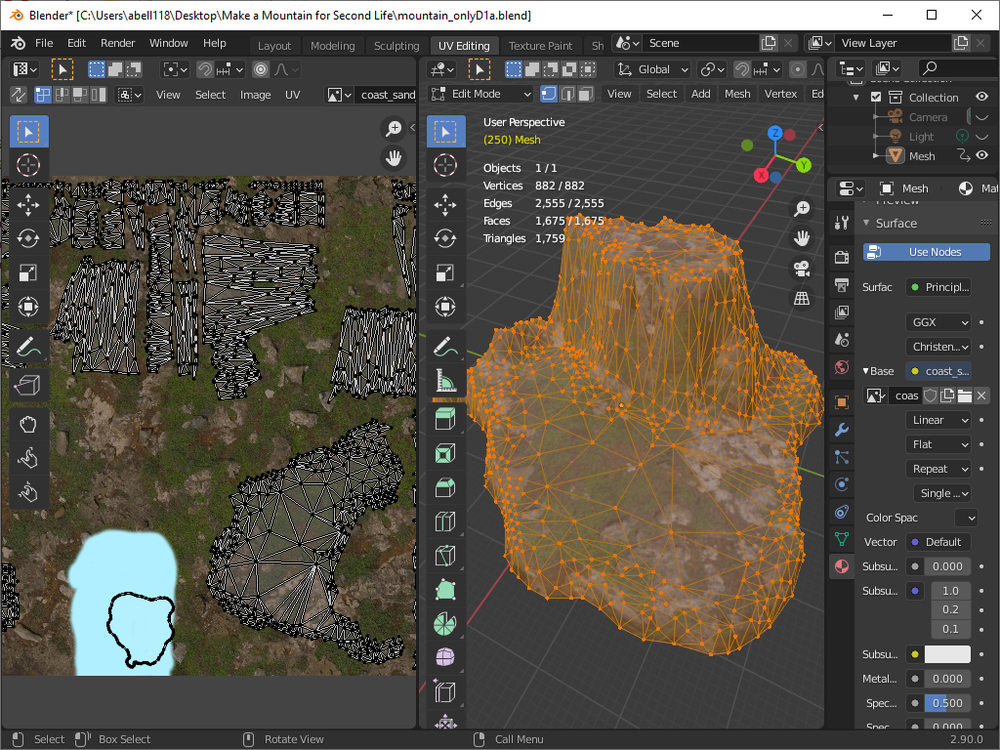 Blender* [C:\Users\abell118\Desktop\Make a Mountain for Second Life\mountain_onlyD1a.blend]
File Edit Render Window Help Layout Modeling Sculpting UV Editing Texture Paint Sh Scene View Layer
Global
View Select Image UV coast_sand
Edit Mode View Select Add Mesh Vertex Ed
Collection
Camera
Light
Mesh
User Perspective
(250) Mesh
Objects 1 / 1
Vertices 882 / 882
Edges 2,555 / 2,555
Faces 1,675 / 1,675
Triangles 1,759
Z
Y
X
Mesh Mat
Preview
Surface
Use Nodes
Surfac Principl...
GGX
Christen...
Base coast_s...
coas
Linear
Flat
Repeat
Single ...
Color Spac
Vector Default
Subsu... 0.000
Subsu... 1.0
0.2
0.1
Subsu...
Metal... 0.000
Spec... 0.500
Spec... 0.000
Select Box Select Rotate View Call Menu 2.90.0